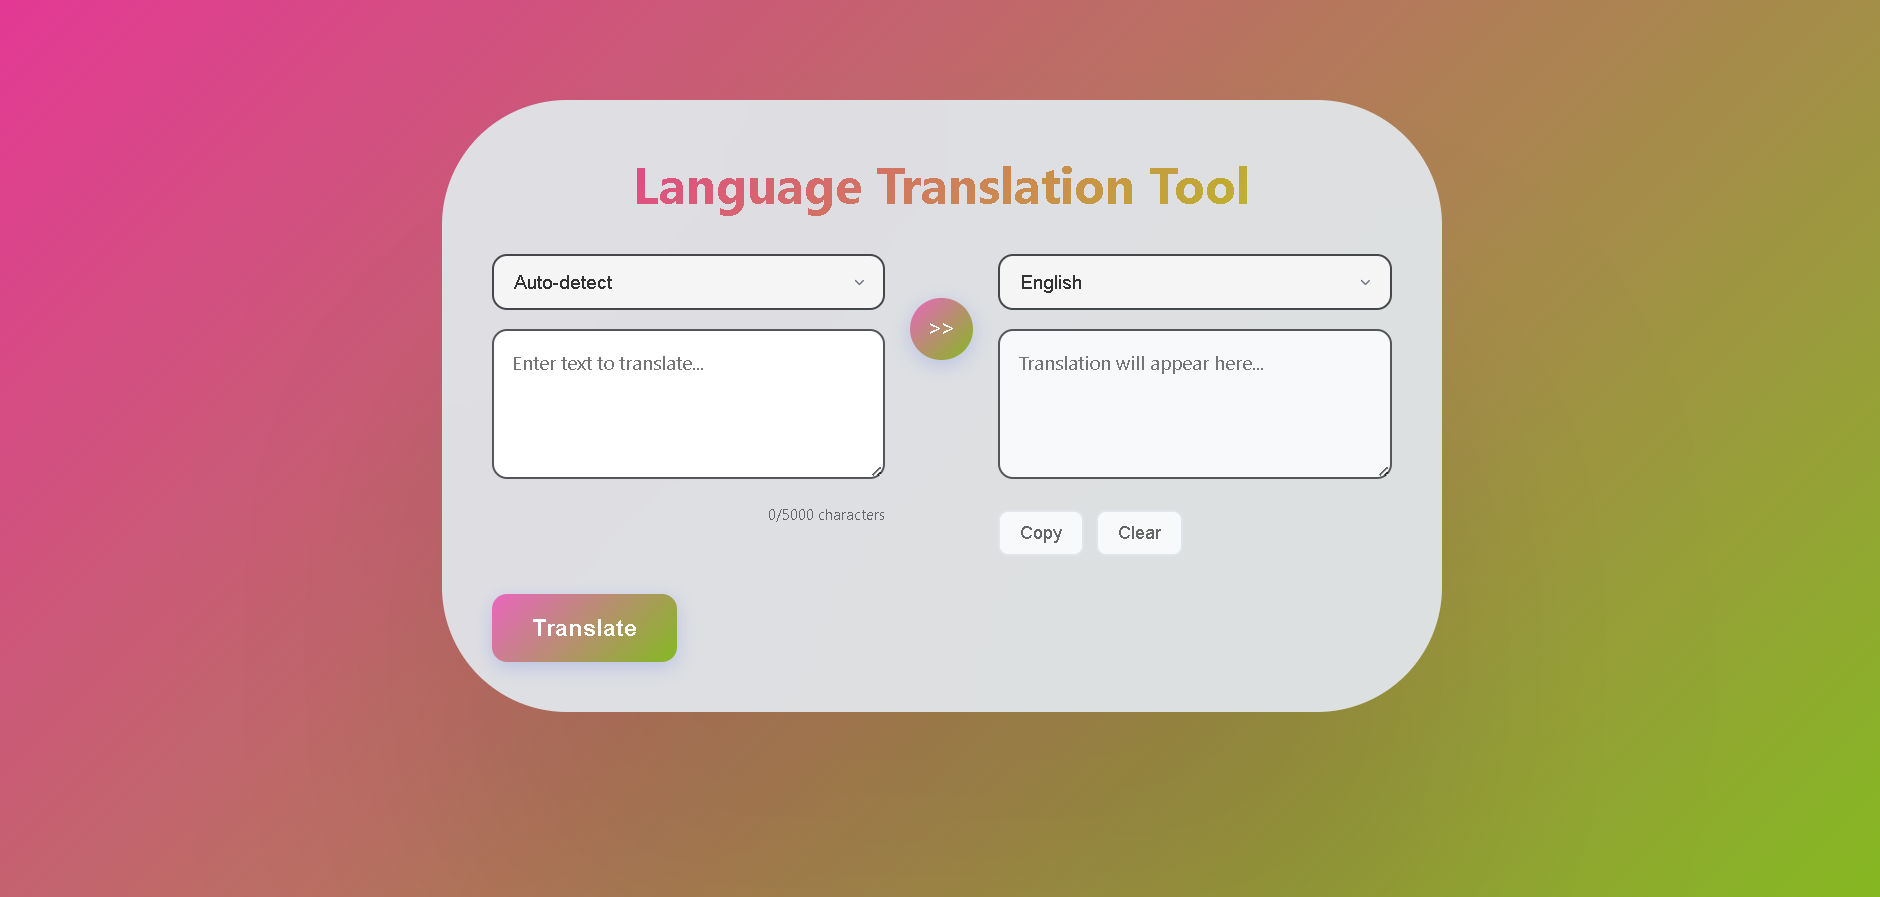 Language Translation Tool
Auto-detect
>>
English
Enter text to translate...
Translation will appear here...
0/5000 characters
Copy
Clear
Translate